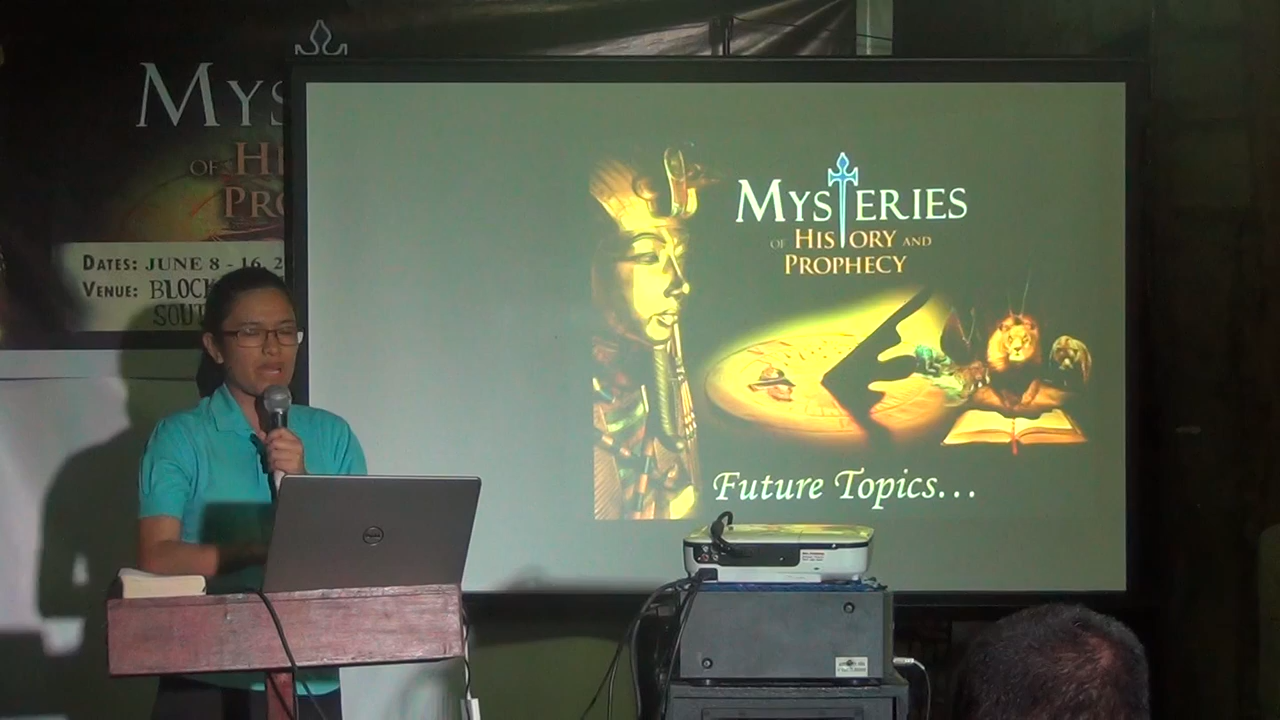 MYS
OF HI
PRO
DATES: JUNE 8 - 16, 2
VENUE: BLOCK
SOUT
MYSTERIES
OF HISTORY AND
PROPHECY
Future Topics...
DELL